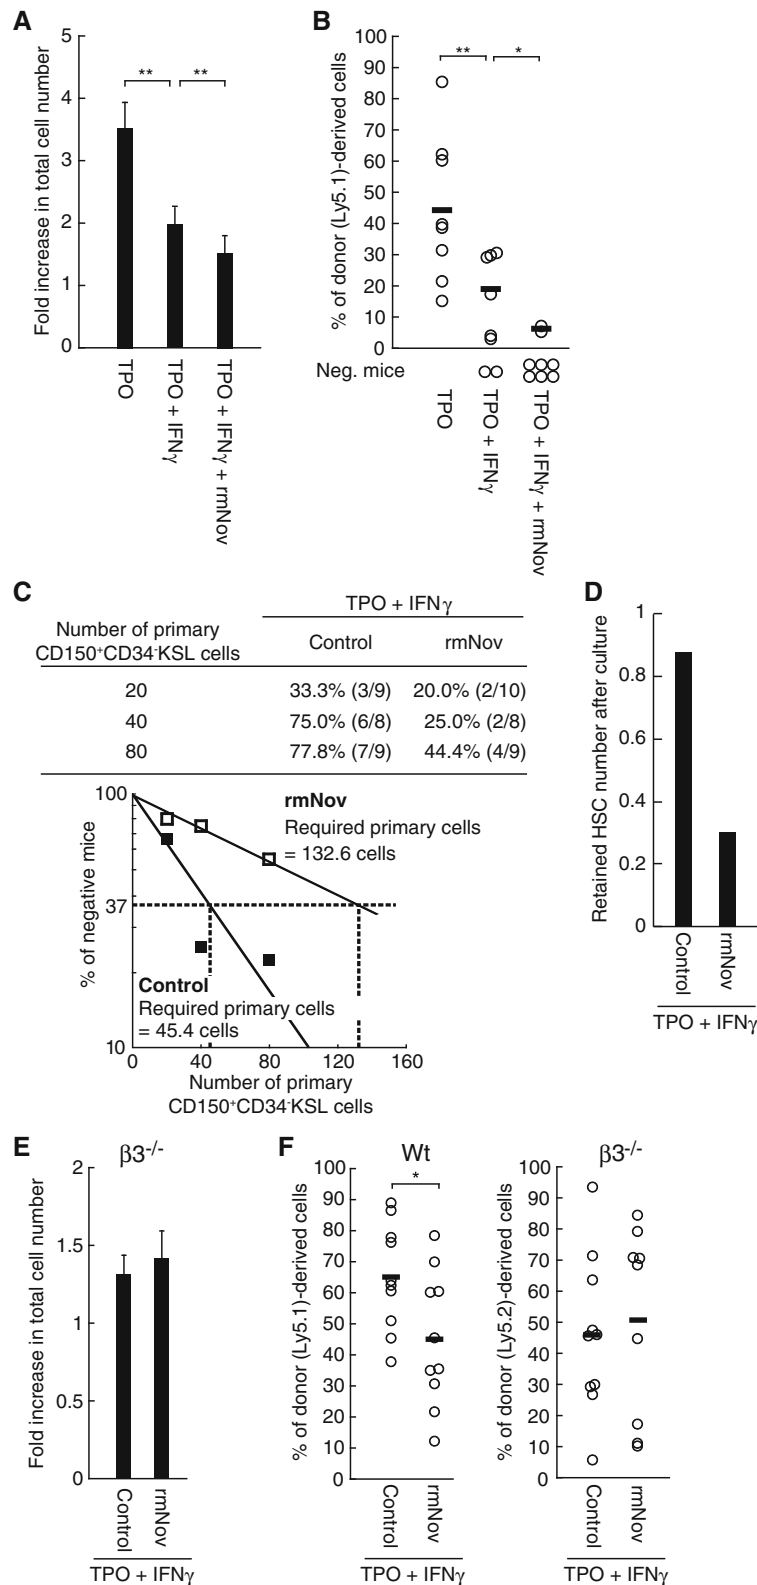 A
Fold increase in total cell number
5
4
3
2
1
0
**
**
TPO
TPO + IFNγ
TPO + IFNγ + rmNov
B
% of donor (Ly5.1)-derived cells
100
90
80
70
60
50
40
30
20
10
0
**
*
Neg. mice
TPO
TPO + IFNγ
TPO + IFNγ + rmNov
C
TPO + IFNγ
Number of primary
CD150⁺CD34⁻KSL cells
Control
rmNov
20
33.3% (3/9)
20.0% (2/10)
40
75.0% (6/8)
25.0% (2/8)
80
77.8% (7/9)
44.4% (4/9)
% of negative mice
100
37
10
rmNov
Required primary cells
= 132.6 cells
Control
Required primary cells
= 45.4 cells
0
40
80
120
160
Number of primary
CD150⁺CD34⁻KSL cells
D
Retained HSC number after culture
1
0.8
0.6
0.4
0.2
0
Control
rmNov
TPO + IFNγ
E
β3⁻/⁻
Fold increase in total cell number
2
1.5
1
0.5
0
Control
rmNov
TPO + IFNγ
F
Wt
% of donor (Ly5.1)-derived cells
100
90
80
70
60
50
40
30
20
10
0
*
Control
rmNov
TPO + IFNγ
β3⁻/⁻
% of donor (Ly5.2)-derived cells
100
90
80
70
60
50
40
30
20
10
0
Control
rmNov
TPO + IFNγ